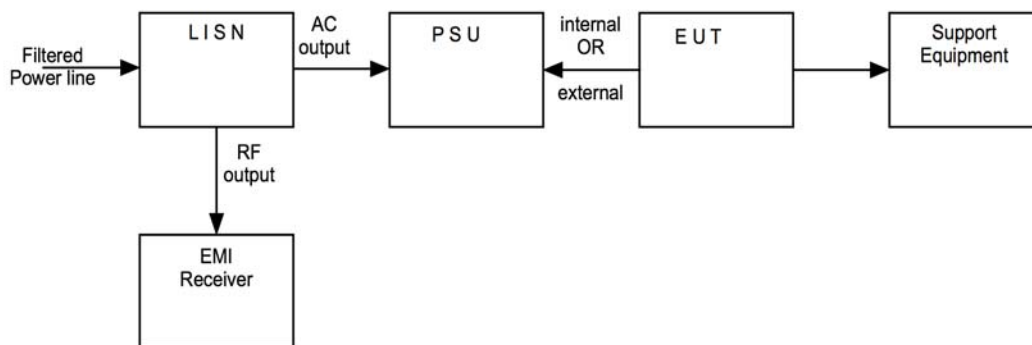 Filtered
Power line
L I S N
AC
output
P S U
internal
OR
external
E U T
Support
Equipment
RF
output
EMI
Receiver